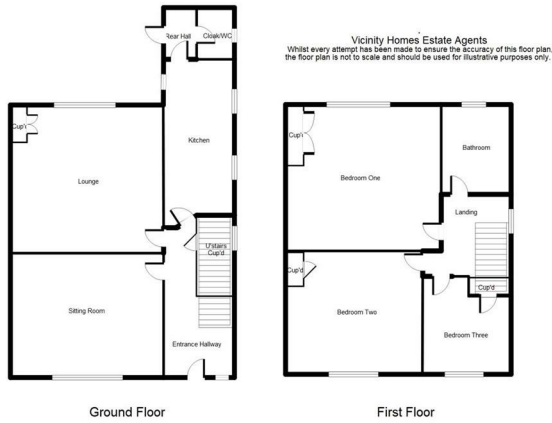 Vicinity Homes Estate Agents
Whilst every attempt has been made to ensure the accuracy of this floor plan,
the floor plan is not to scale and should be used for illustrative purposes only.
Rear Hall
Cloak/WC
Cup'd
Kitchen
Lounge
U'stairs
Cup'd
Sitting Room
Entrance Hallway
Ground Floor
Cup'd
Bathroom
Bedroom One
Landing
Cup'd
Cup'd
Bedroom Two
Bedroom Three
First Floor